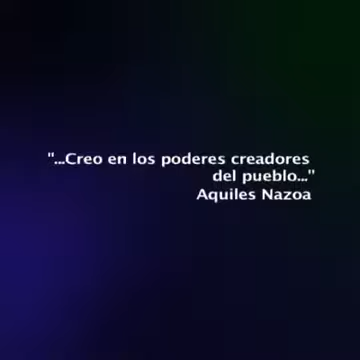 "...Creo en los poderes creadores
del pueblo..."
Aquiles Nazoa